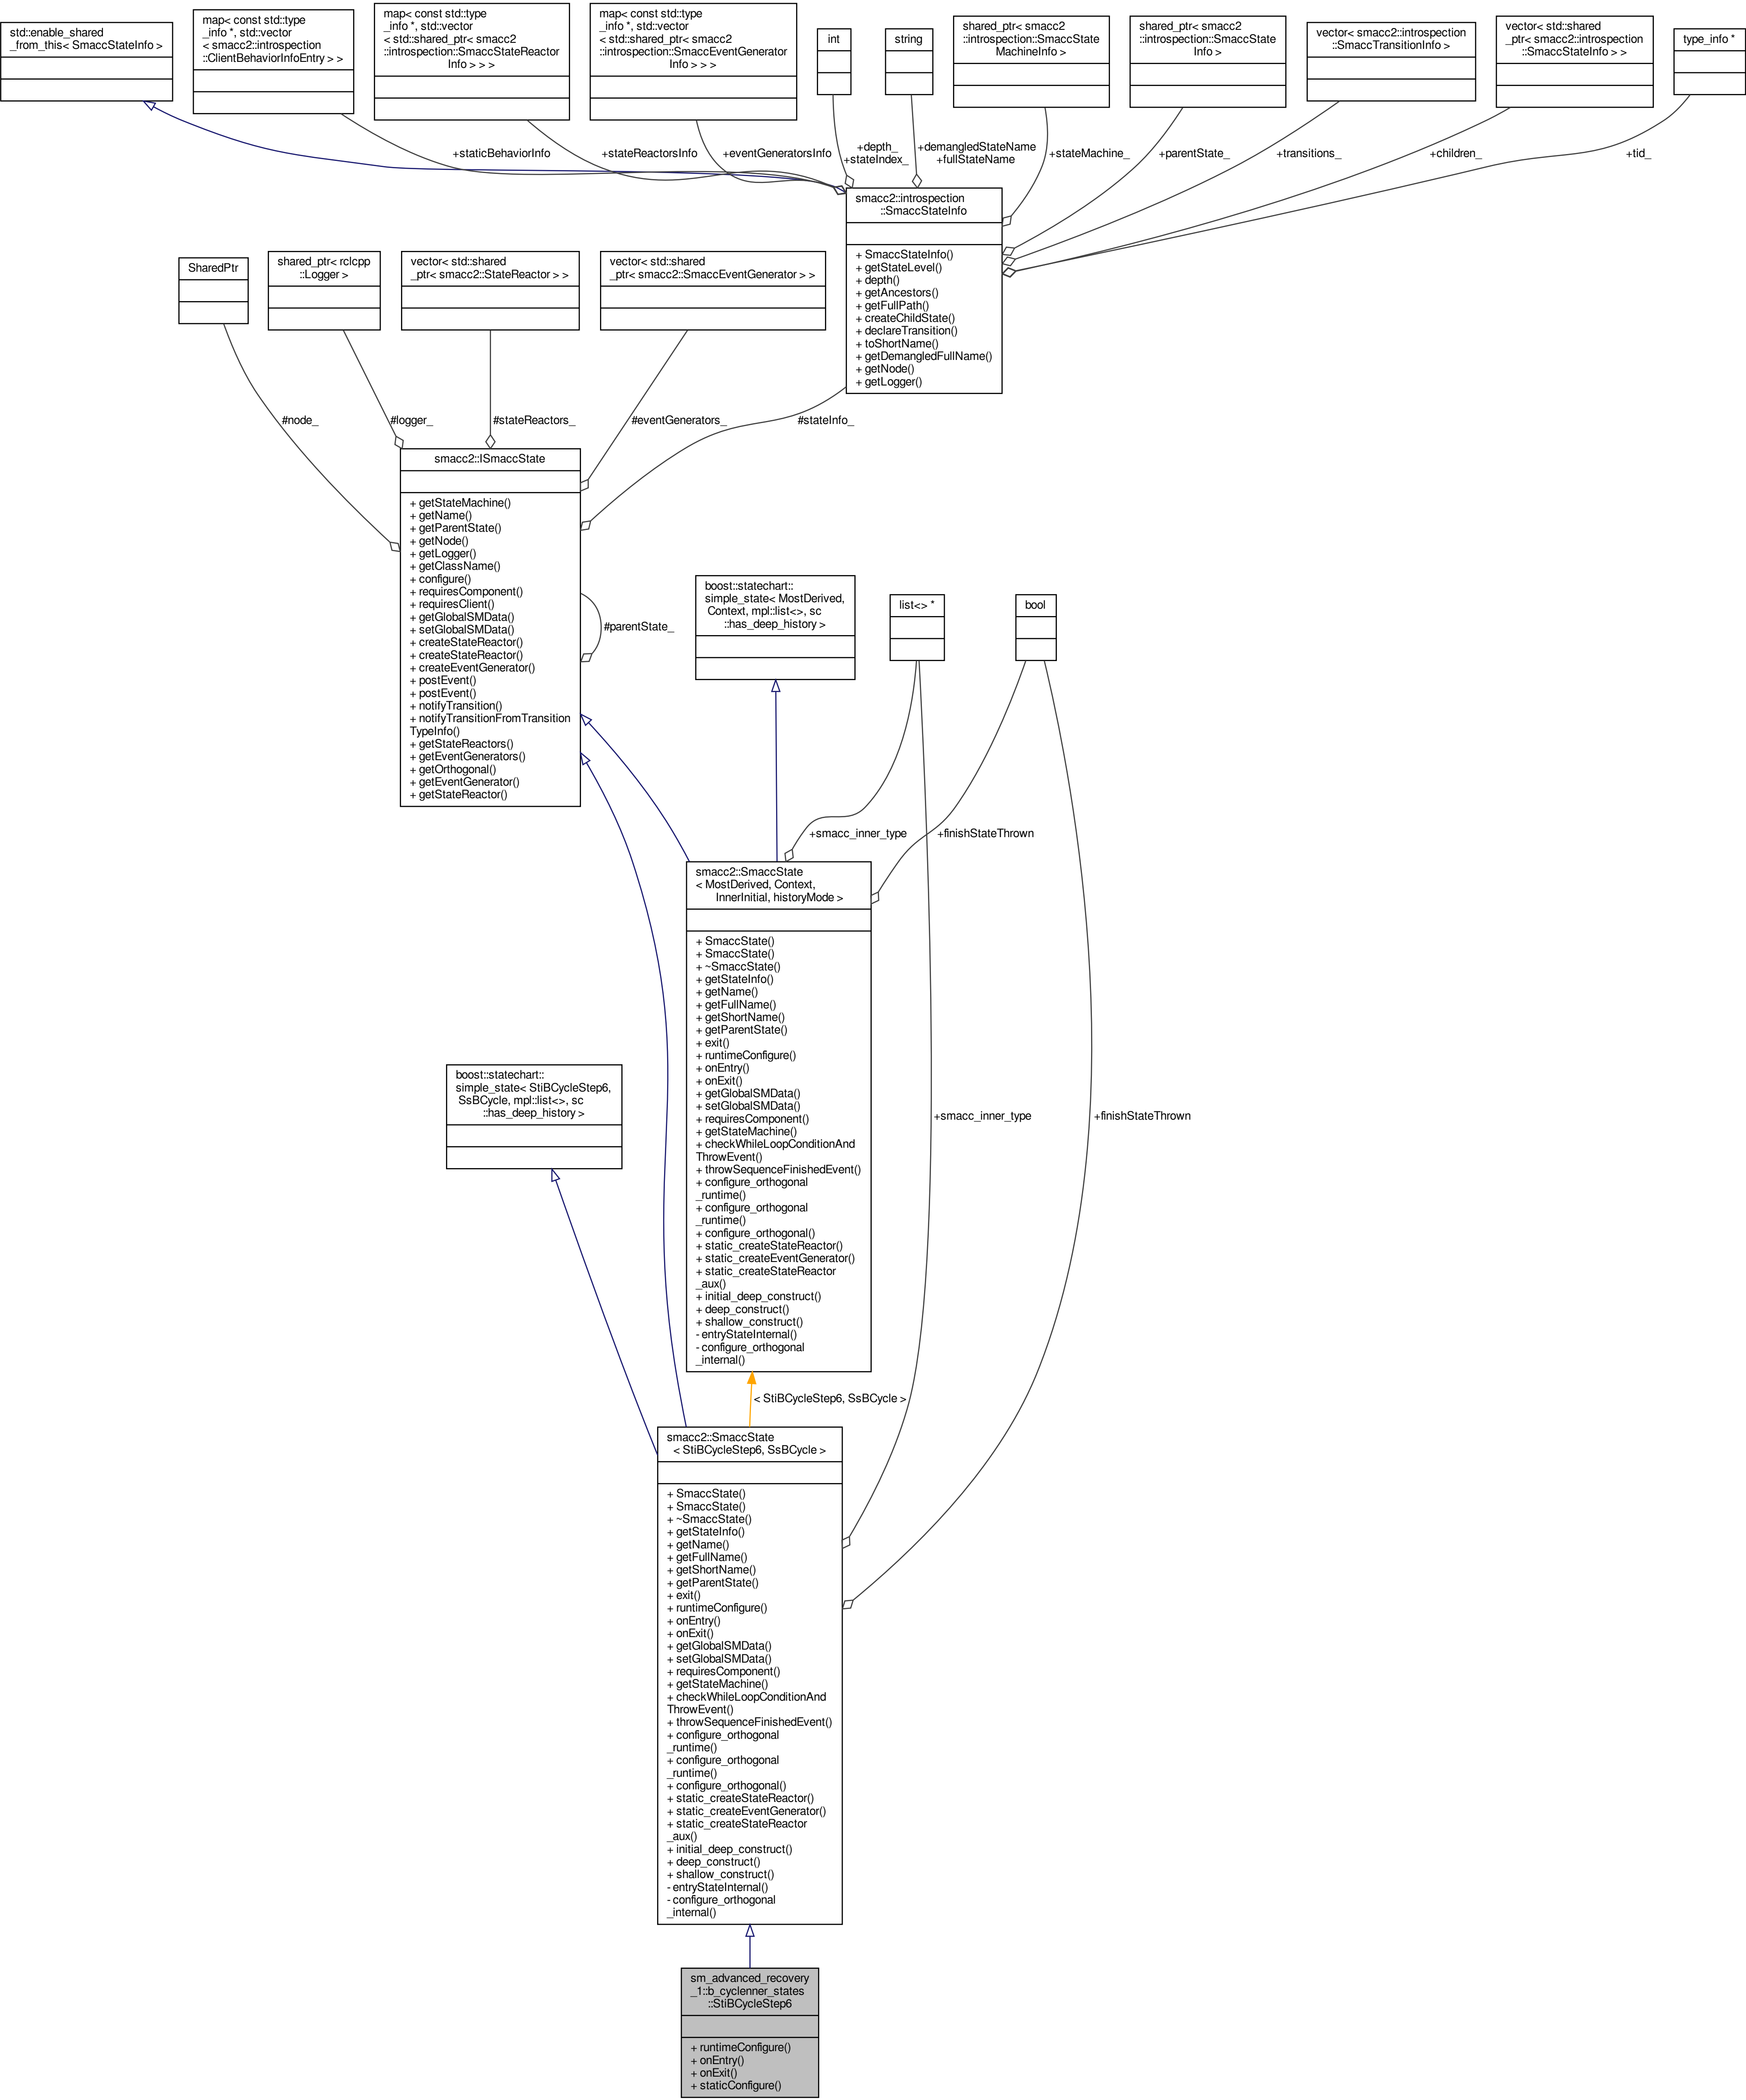 std::enable_shared
_from_this< SmaccStateInfo >
map< const std::type
_info *, std::vector
< smacc2::introspection
::ClientBehaviorInfoEntry > >
map< const std::type
_info *, std::vector
< std::shared_ptr< smacc2
::introspection::SmaccStateReactor
Info > > >
map< const std::type
_info *, std::vector
< std::shared_ptr< smacc2
::introspection::SmaccEventGenerator
Info > > >
int
string
shared_ptr< smacc2
::introspection::SmaccState
MachineInfo >
shared_ptr< smacc2
::introspection::SmaccState
Info >
vector< smacc2::introspection
::SmaccTransitionInfo >
vector< std::shared
_ptr< smacc2::introspection
::SmaccStateInfo > >
type_info *
+staticBehaviorInfo
+stateReactorsInfo
+eventGeneratorsInfo
+depth_
+stateIndex_
+demangledStateName
+fullStateName
+stateMachine_
+parentState_
+transitions_
+children_
+tid_
smacc2::introspection
::SmaccStateInfo
+ SmaccStateInfo()
+ getStateLevel()
+ depth()
+ getAncestors()
+ getFullPath()
+ createChildState()
+ declareTransition()
+ toShortName()
+ getDemangledFullName()
+ getNode()
+ getLogger()
SharedPtr
shared_ptr< rclcpp
::Logger >
vector< std::shared
_ptr< smacc2::StateReactor > >
vector< std::shared
_ptr< smacc2::SmaccEventGenerator > >
#node_
#logger_
#stateReactors_
#eventGenerators_
#stateInfo_
smacc2::ISmaccState
+ getStateMachine()
+ getName()
+ getParentState()
+ getNode()
+ getLogger()
+ getClassName()
+ configure()
+ requiresComponent()
+ requiresClient()
+ getGlobalSMData()
+ setGlobalSMData()
+ createStateReactor()
+ createStateReactor()
+ createEventGenerator()
+ postEvent()
+ postEvent()
+ notifyTransition()
+ notifyTransitionFromTransition
TypeInfo()
+ getStateReactors()
+ getEventGenerators()
+ getOrthogonal()
+ getEventGenerator()
+ getStateReactor()
#parentState_
boost::statechart::
simple_state< MostDerived,
Context, mpl::list<>, sc
::has_deep_history >
list<> *
bool
+smacc_inner_type
+finishStateThrown
smacc2::SmaccState
< MostDerived, Context,
InnerInitial, historyMode >
+ SmaccState()
+ SmaccState()
+ ~SmaccState()
+ getStateInfo()
+ getName()
+ getFullName()
+ getShortName()
+ getParentState()
+ exit()
+ runtimeConfigure()
+ onEntry()
+ onExit()
+ getGlobalSMData()
+ setGlobalSMData()
+ requiresComponent()
+ getStateMachine()
+ checkWhileLoopConditionAnd
ThrowEvent()
+ throwSequenceFinishedEvent()
+ configure_orthogonal
_runtime()
+ configure_orthogonal
_runtime()
+ configure_orthogonal()
+ static_createStateReactor()
+ static_createEventGenerator()
+ static_createStateReactor
_aux()
+ initial_deep_construct()
+ deep_construct()
+ shallow_construct()
- entryStateInternal()
- configure_orthogonal
_internal()
boost::statechart::
simple_state< StiBCycleStep6,
SsBCycle, mpl::list<>, sc
::has_deep_history >
+smacc_inner_type
+finishStateThrown
< StiBCycleStep6, SsBCycle >
smacc2::SmaccState
< StiBCycleStep6, SsBCycle >
+ SmaccState()
+ SmaccState()
+ ~SmaccState()
+ getStateInfo()
+ getName()
+ getFullName()
+ getShortName()
+ getParentState()
+ exit()
+ runtimeConfigure()
+ onEntry()
+ onExit()
+ getGlobalSMData()
+ setGlobalSMData()
+ requiresComponent()
+ getStateMachine()
+ checkWhileLoopConditionAnd
ThrowEvent()
+ throwSequenceFinishedEvent()
+ configure_orthogonal
_runtime()
+ configure_orthogonal
_runtime()
+ configure_orthogonal()
+ static_createStateReactor()
+ static_createEventGenerator()
+ static_createStateReactor
_aux()
+ initial_deep_construct()
+ deep_construct()
+ shallow_construct()
- entryStateInternal()
- configure_orthogonal
_internal()
sm_advanced_recovery
_1::b_cyclenner_states
::StiBCycleStep6
+ runtimeConfigure()
+ onEntry()
+ onExit()
+ staticConfigure()